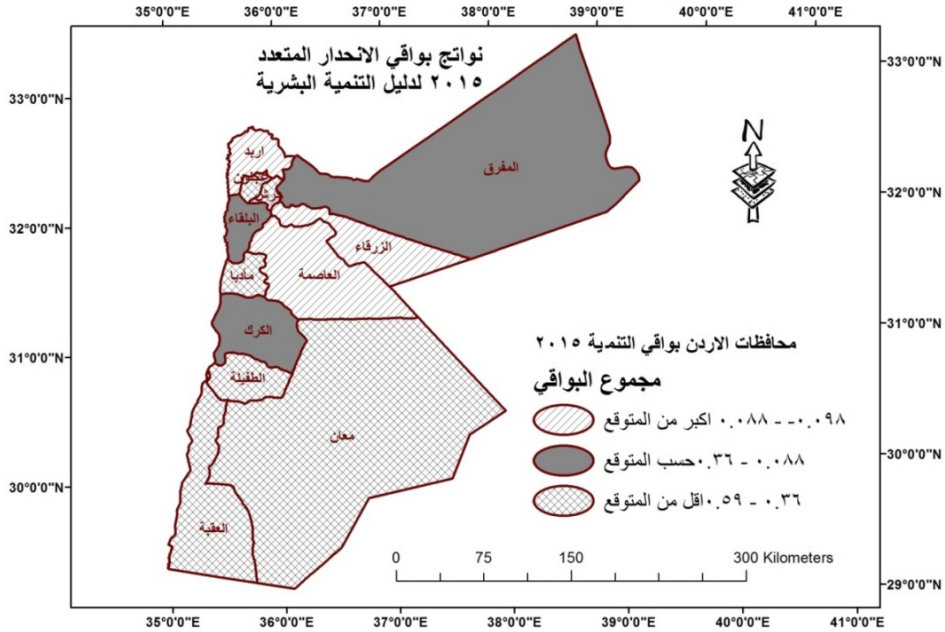 35°0'0"E 36°0'0"E 37°0'0"E 38°0'0"E 39°0'0"E 40°0'0"E 41°0'0"E
نواتج بواقي الانحدار المتعدد
٢٠١٥ لدليل التنمية البشرية
33°0'0"N
33°0'0"N
N
اربد
المفرق
عجلون
جرش
32°0'0"N
البلقاء
32°0'0"N
الزرقاء
مأدبا
العاصمة
31°0'0"N
الكرك
محافظات الاردن بواقي التنمية ٢٠١٥
31°0'0"N
مجموع البواقي
الطفيلة
٠.٠٩٨-- ٠.٠٨٨ اكبر من المتوقع
معان
30°0'0"N
٠.٠٨٨ - ٠.٣٦حسب المتوقع
30°0'0"N
٠.٣٦ - ٠.٥٩اقل من المتوقع
العقبة
0 75 150 300 Kilometers
29°0'0"N
35°0'0"E 36°0'0"E 37°0'0"E 38°0'0"E 39°0'0"E 40°0'0"E 41°0'0"E